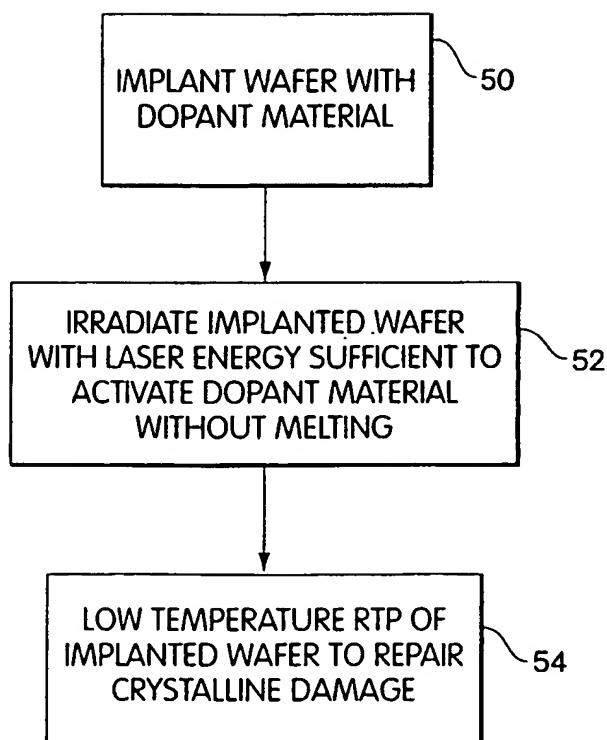 IMPLANT WAFER WITH
DOPANT MATERIAL
50
IRRADIATE IMPLANTED WAFER
WITH LASER ENERGY SUFFICIENT TO
ACTIVATE DOPANT MATERIAL
WITHOUT MELTING
52
LOW TEMPERATURE RTP OF
IMPLANTED WAFER TO REPAIR
CRYSTALLINE DAMAGE
54